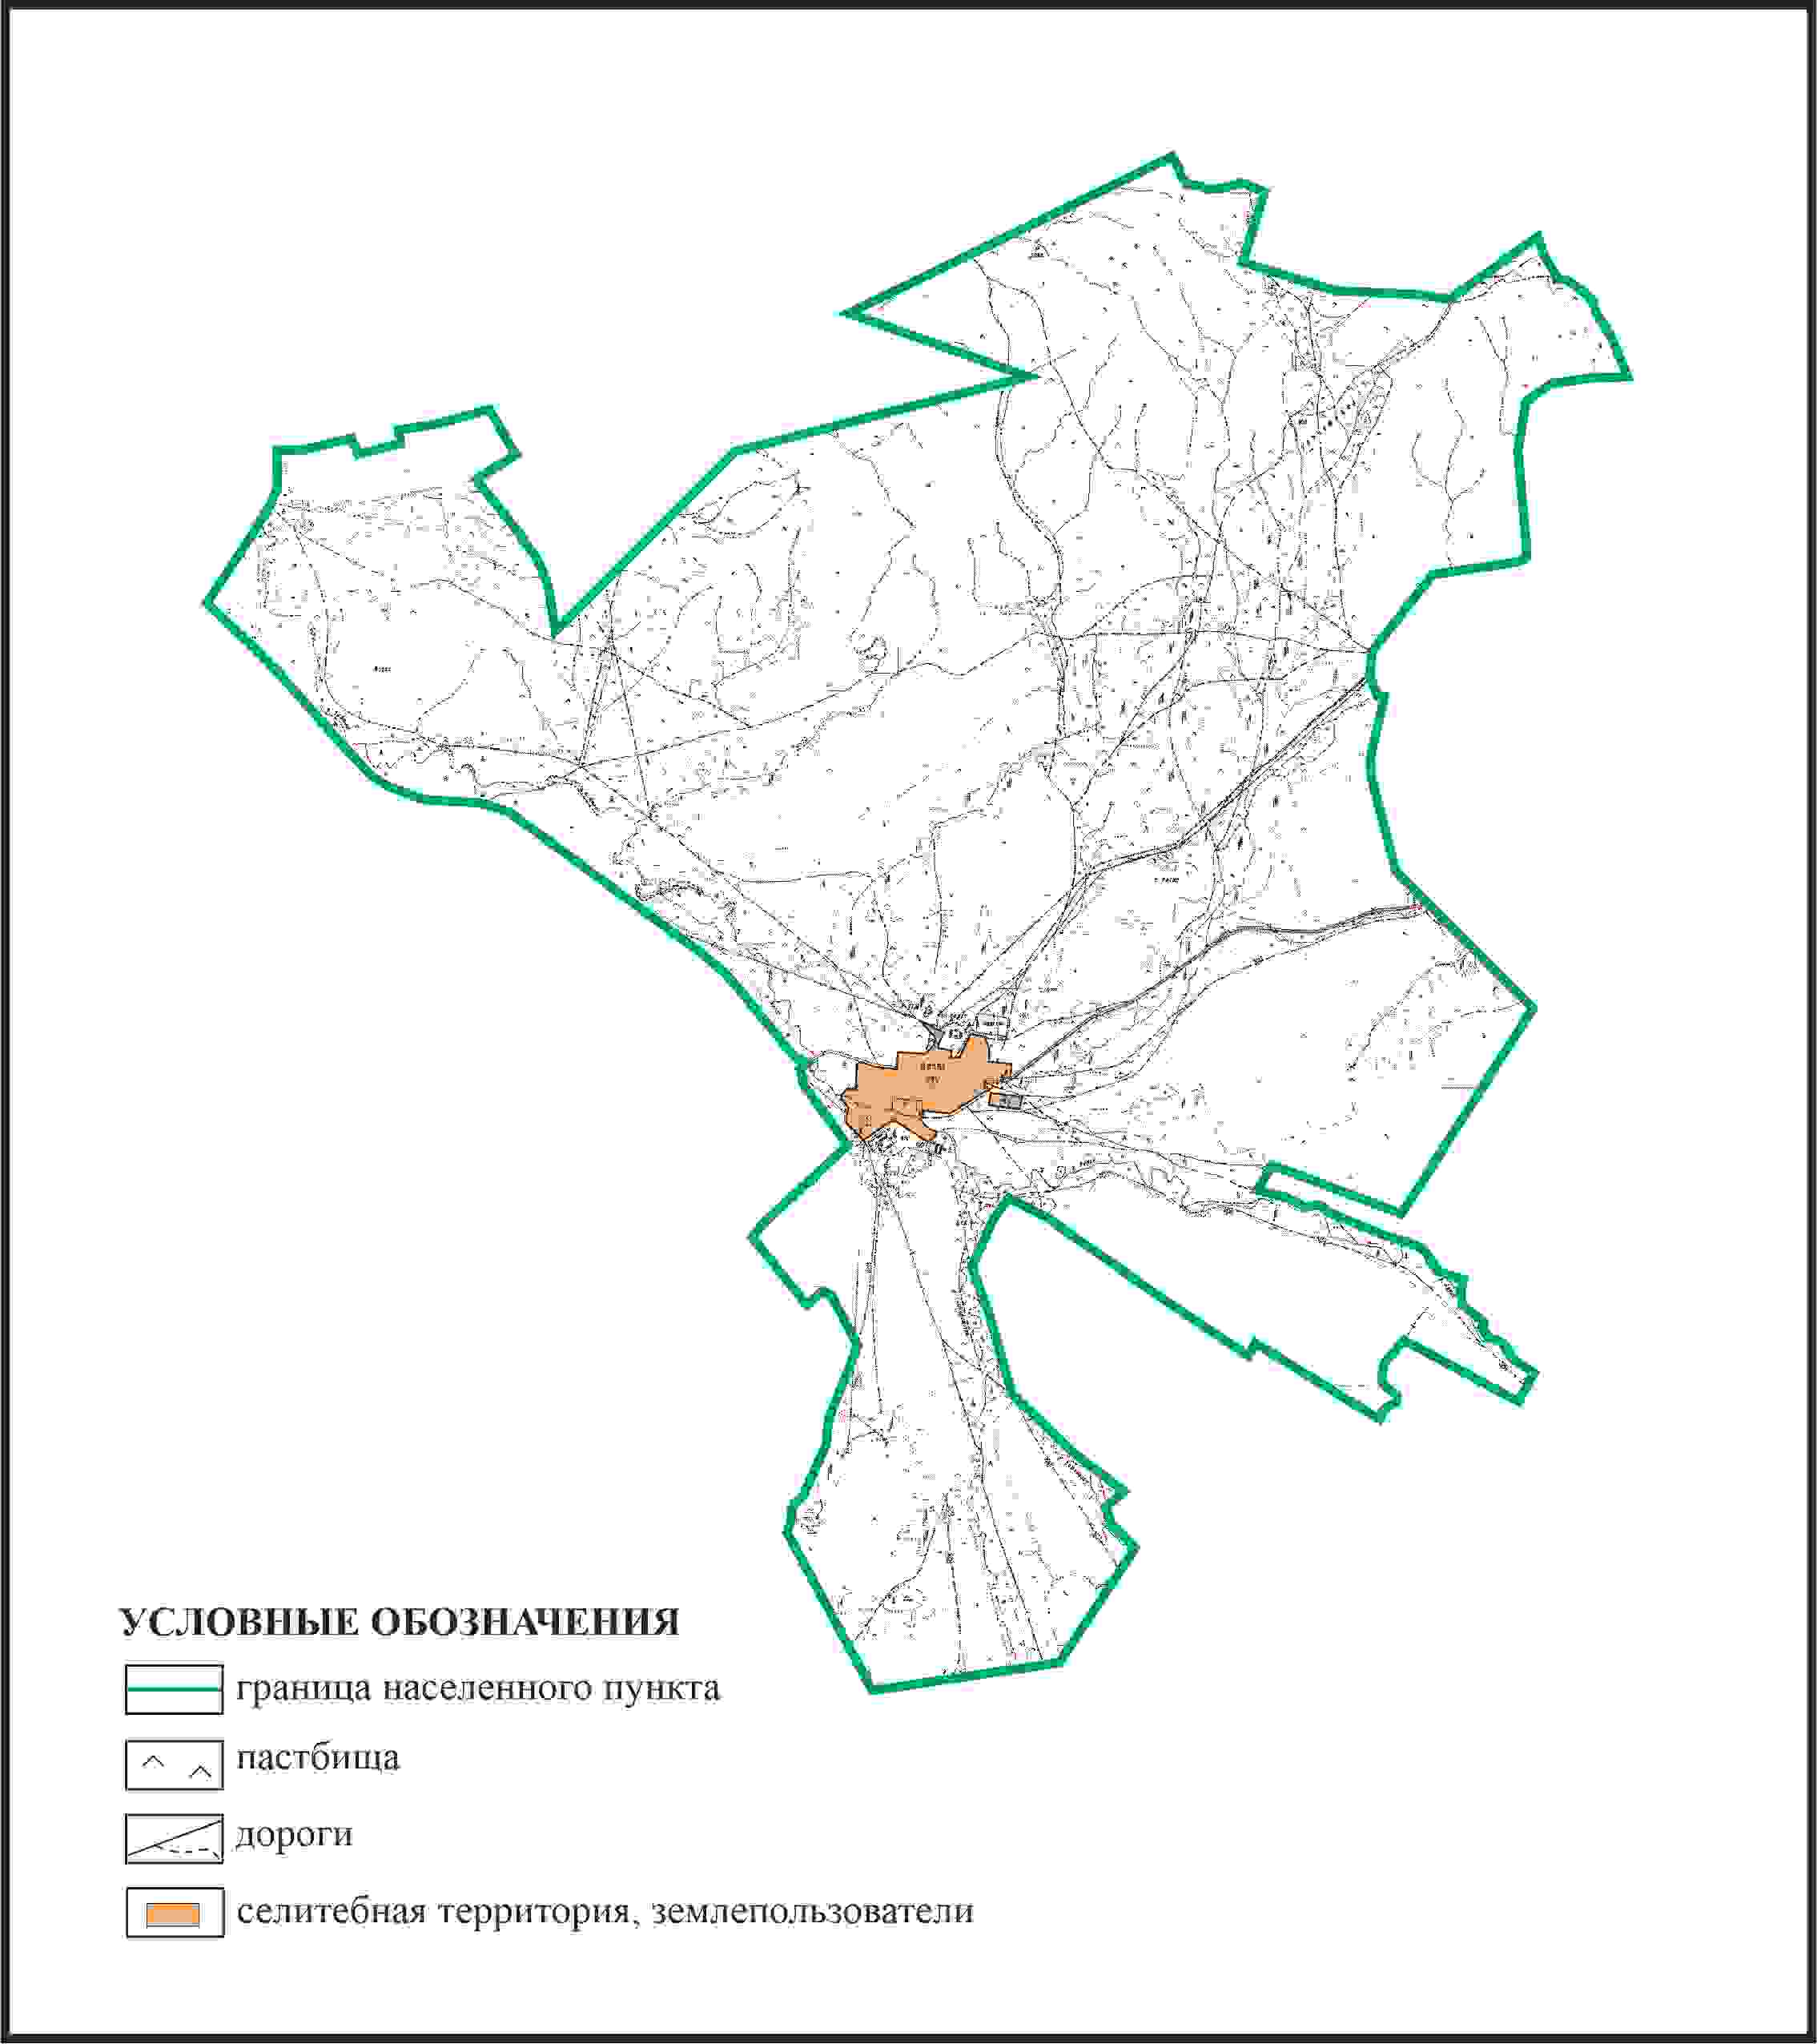 УСЛОВНЫЕ ОБОЗНАЧЕНИЯ
граница населенного пункта
пастбища
дороги
селитебная территория, землепользователи